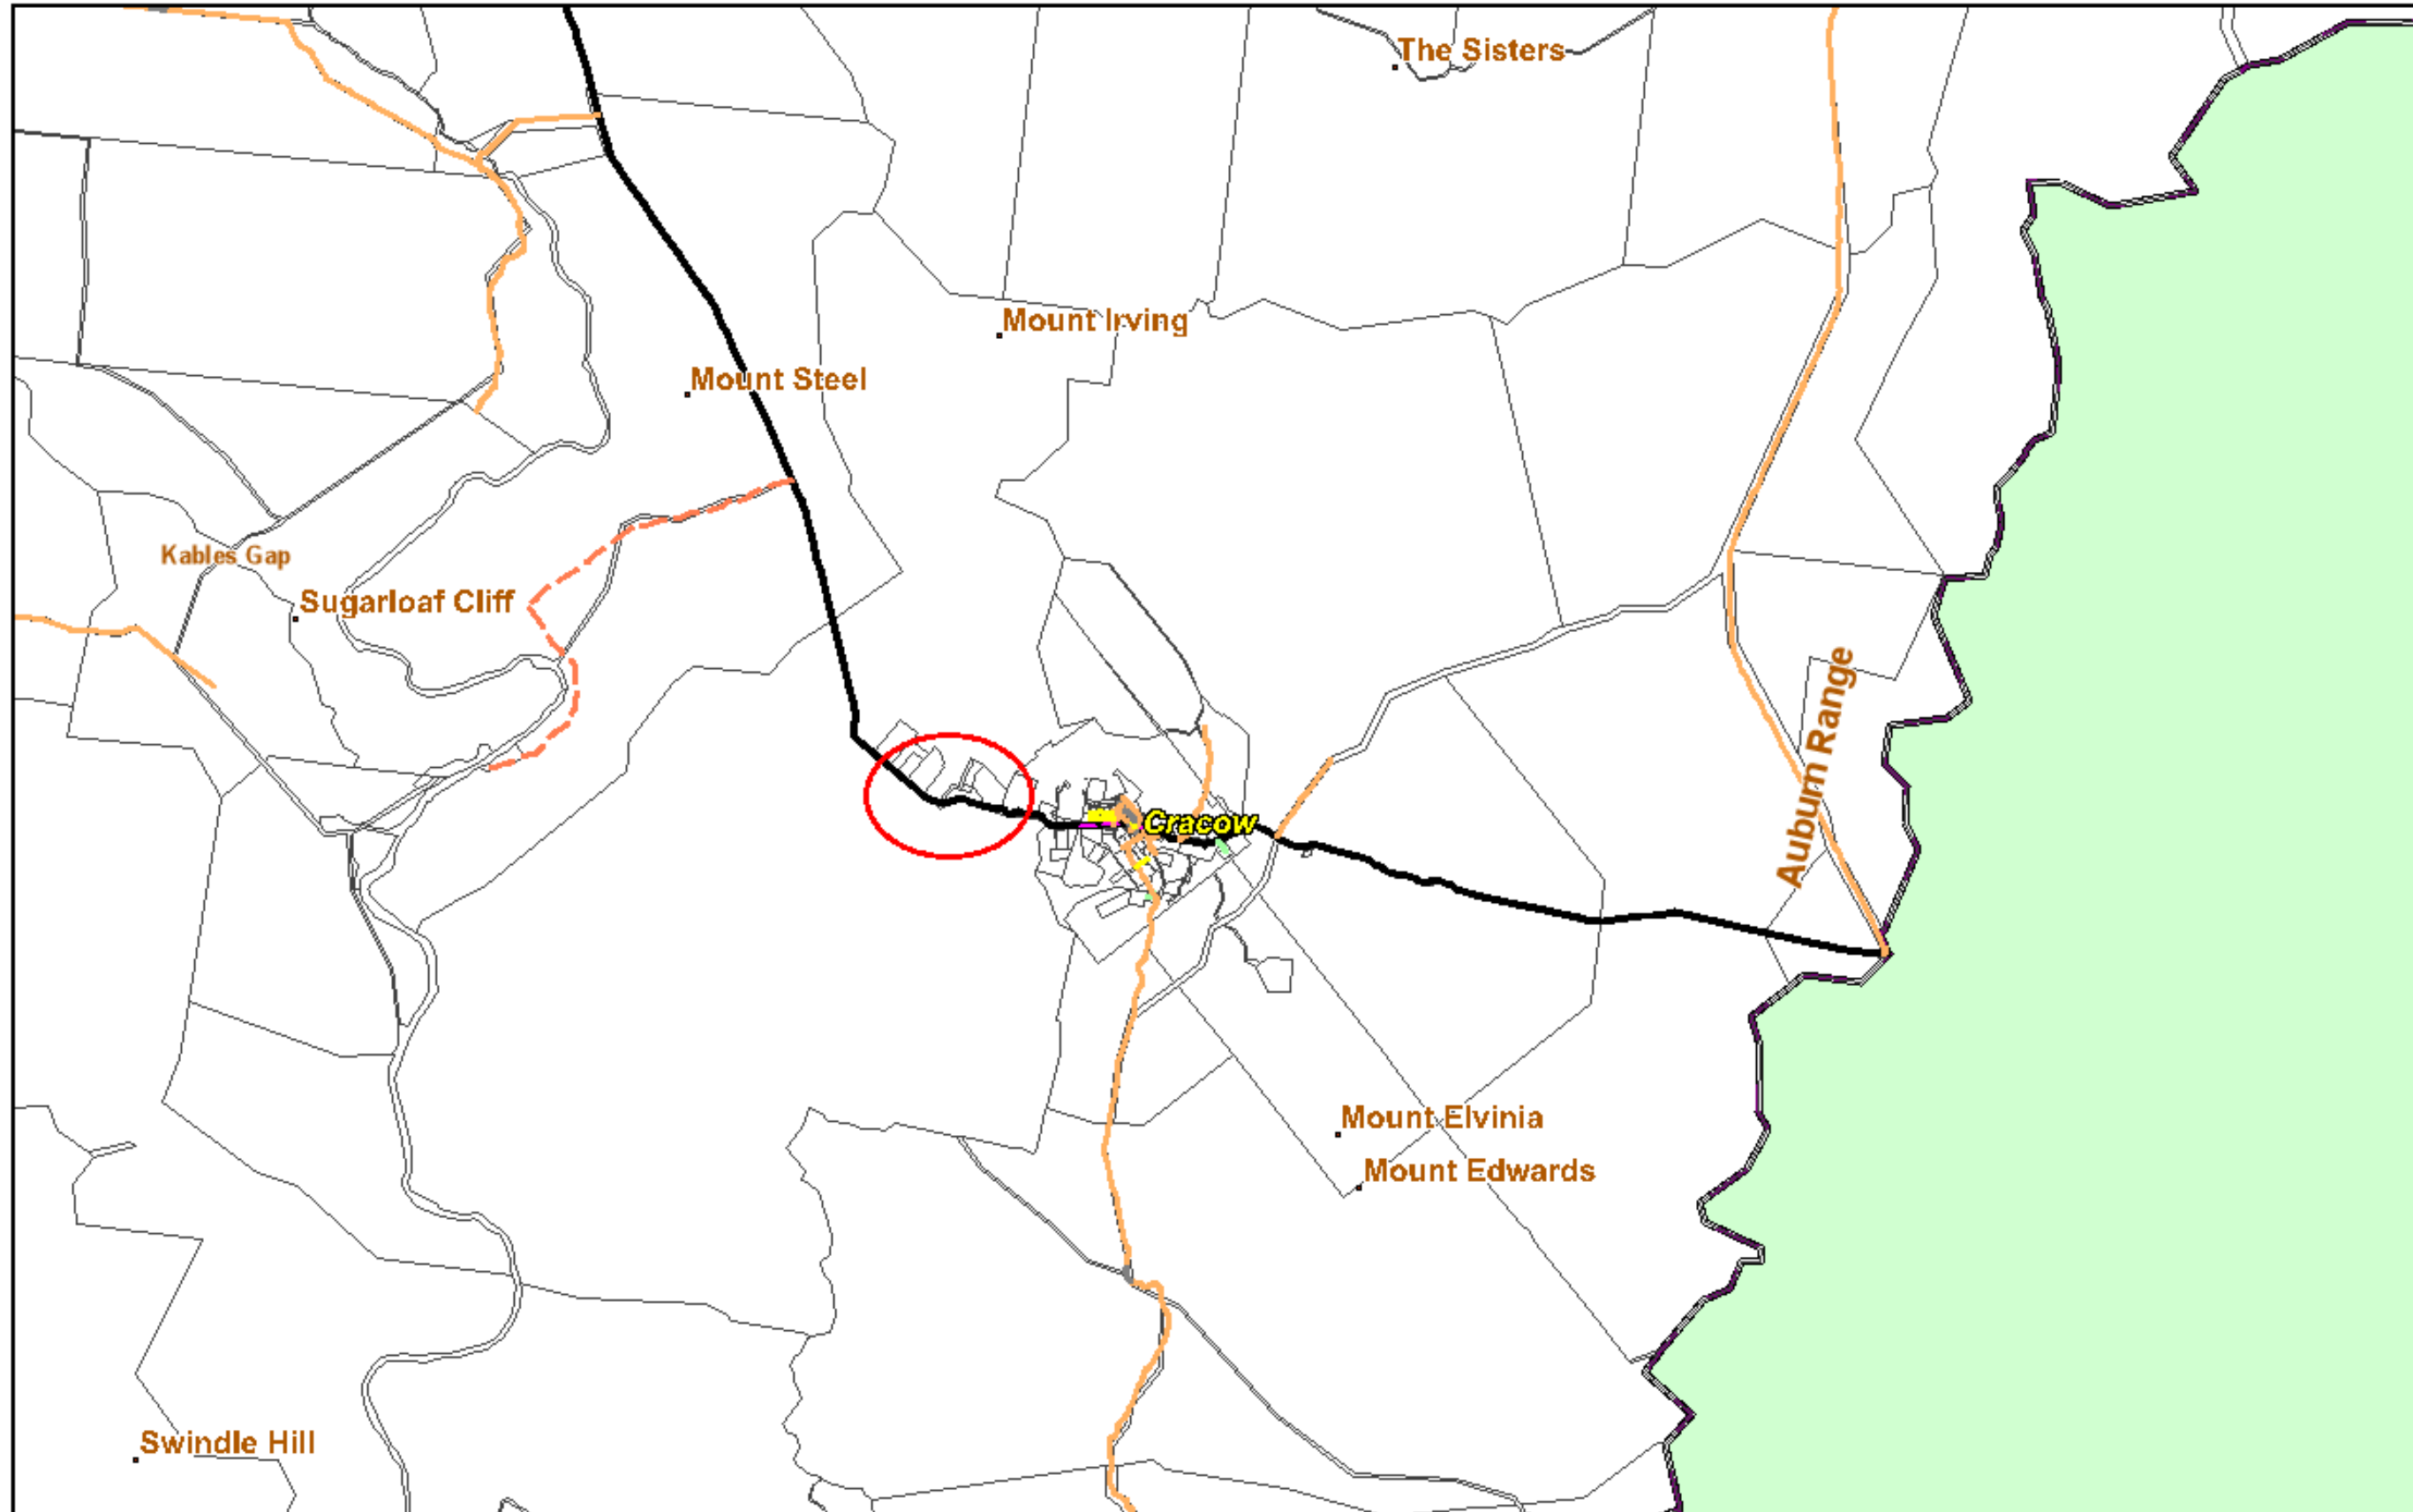 The Sisters
Mount Irving
Mount Steel
Kables Gap
Sugarloaf Cliff
Auburn Range
Cracow
Mount Elvinia
Mount Edwards
Swindle Hill